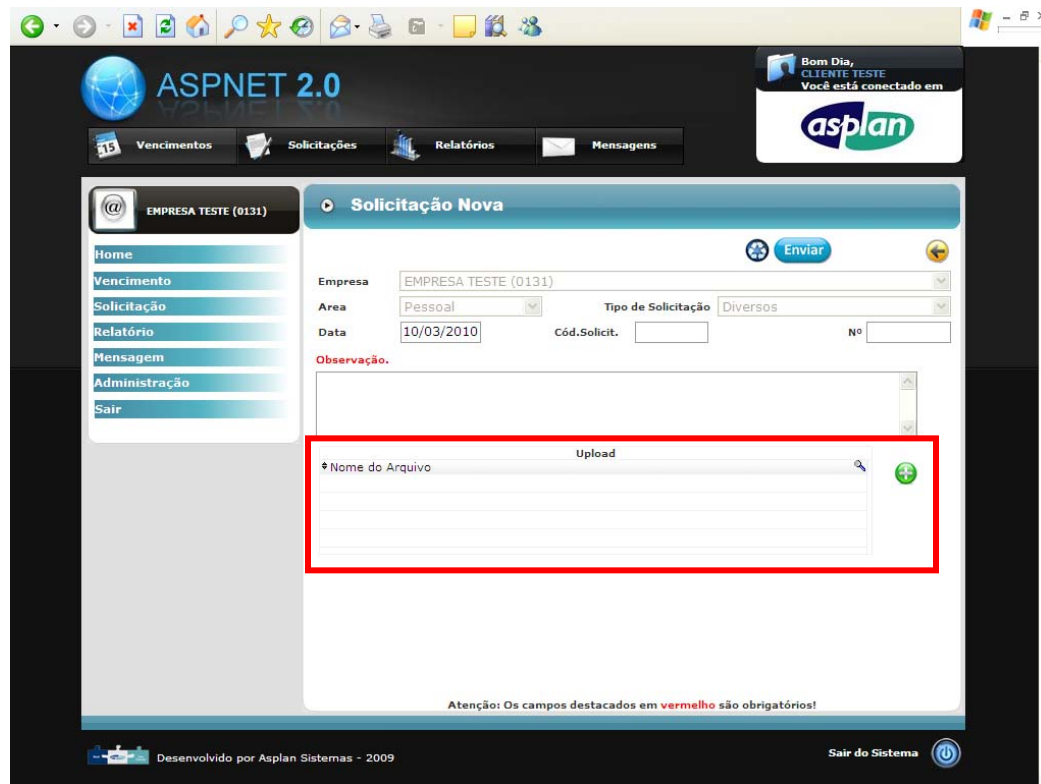 ASPNET 2.0
Bom Dia,
CLIENTE TESTE
Você está conectado em
asplan
15 Vencimentos Solicitações Relatórios Mensagens
@ EMPRESA TESTE (0131)
Home
Vencimento
Solicitação
Relatório
Mensagem
Administração
Sair
Solicitação Nova
Enviar
Empresa EMPRESA TESTE (0131)
Area Pessoal Tipo de Solicitação Diversos
Data 10/03/2010 Cód.Solicit. Nº
Observação.
Upload
Nome do Arquivo
Atenção: Os campos destacados em vermelho são obrigatórios!
Desenvolvido por Asplan Sistemas - 2009
Sair do Sistema